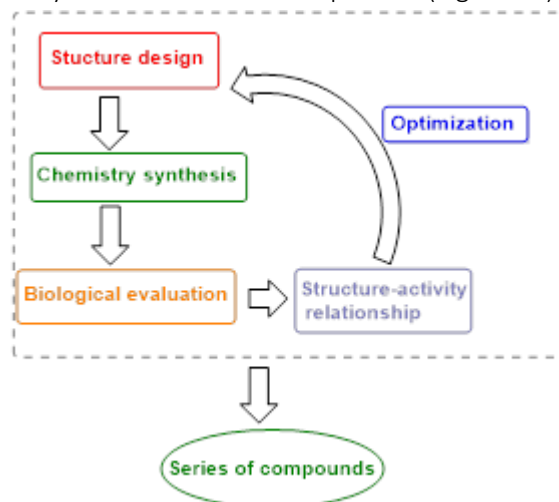 Stucture design
Optimization
Chemistry synthesis
Biological evaluation
Structure-activity
relationship
Series of compounds